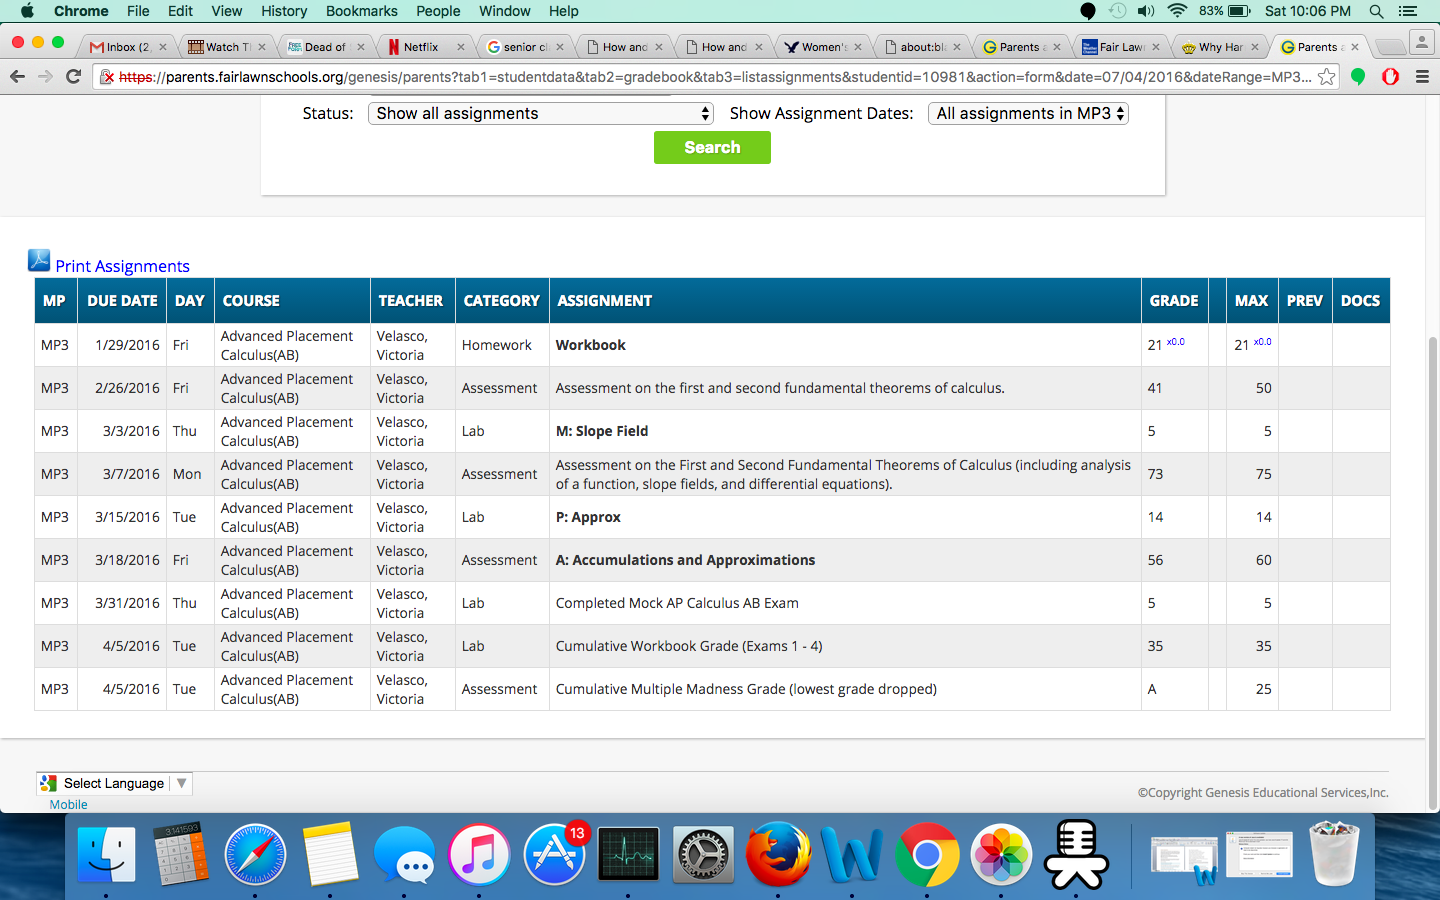 Chrome File Edit View History Bookmarks People Window Help 83% Sat 10:06 PM
Inbox (2, Watch Th Dead of Netflix senior cl How and How and Women's about:bla Parents a Fair Lawn Why Har Parents a
https://parents.fairlawnschools.org/genesis/parents?tab1=studentdata&tab2=gradebook&tab3=listassignments&studentid=10981&action=form&date=07/04/2016&dateRange=MP3...
Status: Show all assignments Show Assignment Dates: All assignments in MP3
Search
Print Assignments
MP DUE DATE DAY COURSE TEACHER CATEGORY ASSIGNMENT GRADE MAX PREV DOCS
MP3 1/29/2016 Fri Advanced Placement Calculus(AB) Velasco, Victoria Homework Workbook 21 x0.0 21 x0.0
MP3 2/26/2016 Fri Advanced Placement Calculus(AB) Velasco, Victoria Assessment Assessment on the first and second fundamental theorems of calculus. 41 50
MP3 3/3/2016 Thu Advanced Placement Calculus(AB) Velasco, Victoria Lab M: Slope Field 5 5
MP3 3/7/2016 Mon Advanced Placement Calculus(AB) Velasco, Victoria Assessment Assessment on the First and Second Fundamental Theorems of Calculus (including analysis of a function, slope fields, and differential equations). 73 75
MP3 3/15/2016 Tue Advanced Placement Calculus(AB) Velasco, Victoria Lab P: Approx 14 14
MP3 3/18/2016 Fri Advanced Placement Calculus(AB) Velasco, Victoria Assessment A: Accumulations and Approximations 56 60
MP3 3/31/2016 Thu Advanced Placement Calculus(AB) Velasco, Victoria Lab Completed Mock AP Calculus AB Exam 5 5
MP3 4/5/2016 Tue Advanced Placement Calculus(AB) Velasco, Victoria Lab Cumulative Workbook Grade (Exams 1 - 4) 35 35
MP3 4/5/2016 Tue Advanced Placement Calculus(AB) Velasco, Victoria Assessment Cumulative Multiple Madness Grade (lowest grade dropped) A 25
Select Language
©Copyright Genesis Educational Services,Inc.
Mobile
3.141593
13